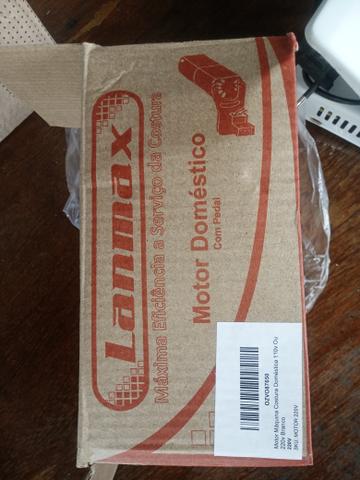 Lanmax
Máxima Eficiência a Serviço da Costura
Motor Doméstico
Com Pedal
OZVO87650
Motor Máquina Costura Doméstica 110v Ou
220v Branco
220V
SKU: MOTOR 220V